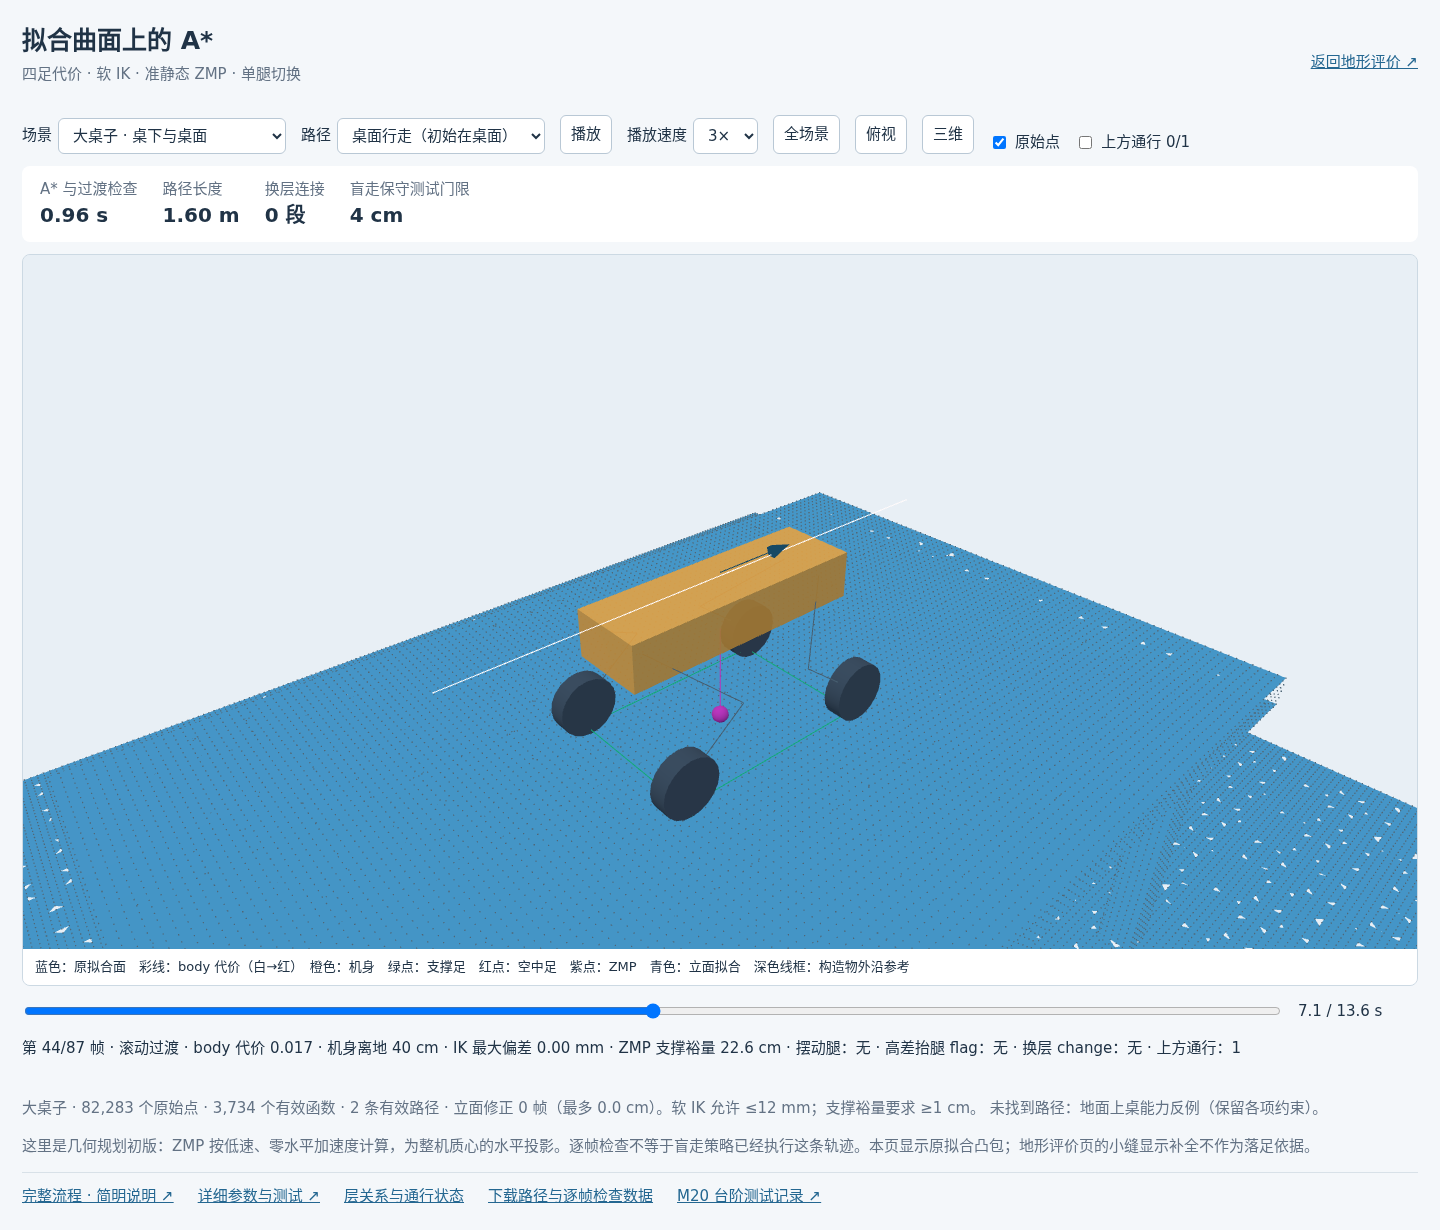 拟合曲面上的 A*
四足代价 · 软 IK · 准静态 ZMP · 单腿切换
返回地形评价 ↗
场景 大桌子 · 桌下与桌面 路径 桌面行走（初始在桌面） 播放 播放速度 3× 全场景 俯视 三维 原始点 上方通行 0/1
A* 与过渡检查 路径长度 换层连接 盲走保守测试门限
0.96 s 1.60 m 0 段 4 cm
蓝色：原拟合面 彩线：body 代价（白→红） 橙色：机身 绿点：支撑足 红点：空中足 紫点：ZMP 青色：立面拟合 深色线框：构造物外沿参考
7.1 / 13.6 s
第 44/87 帧 · 滚动过渡 · body 代价 0.017 · 机身离地 40 cm · IK 最大偏差 0.00 mm · ZMP 支撑裕量 22.6 cm · 摆动腿：无 · 高差抬腿 flag：无 · 换层 change：无 · 上方通行：1
大桌子 · 82,283 个原始点 · 3,734 个有效函数 · 2 条有效路径 · 立面修正 0 帧（最多 0.0 cm）。软 IK 允许 ≤12 mm；支撑裕量要求 ≥1 cm。 未找到路径：地面上桌能力反例（保留各项约束）。
这里是几何规划初版：ZMP 按低速、零水平加速度计算，为整机质心的水平投影。逐帧检查不等于盲走策略已经执行这条轨迹。本页显示原拟合凸包；地形评价页的小缝显示补全不作为落足依据。
完整流程 · 简明说明 ↗ 详细参数与测试 ↗ 层关系与通行状态 下载路径与逐帧检查数据 M20 台阶测试记录 ↗